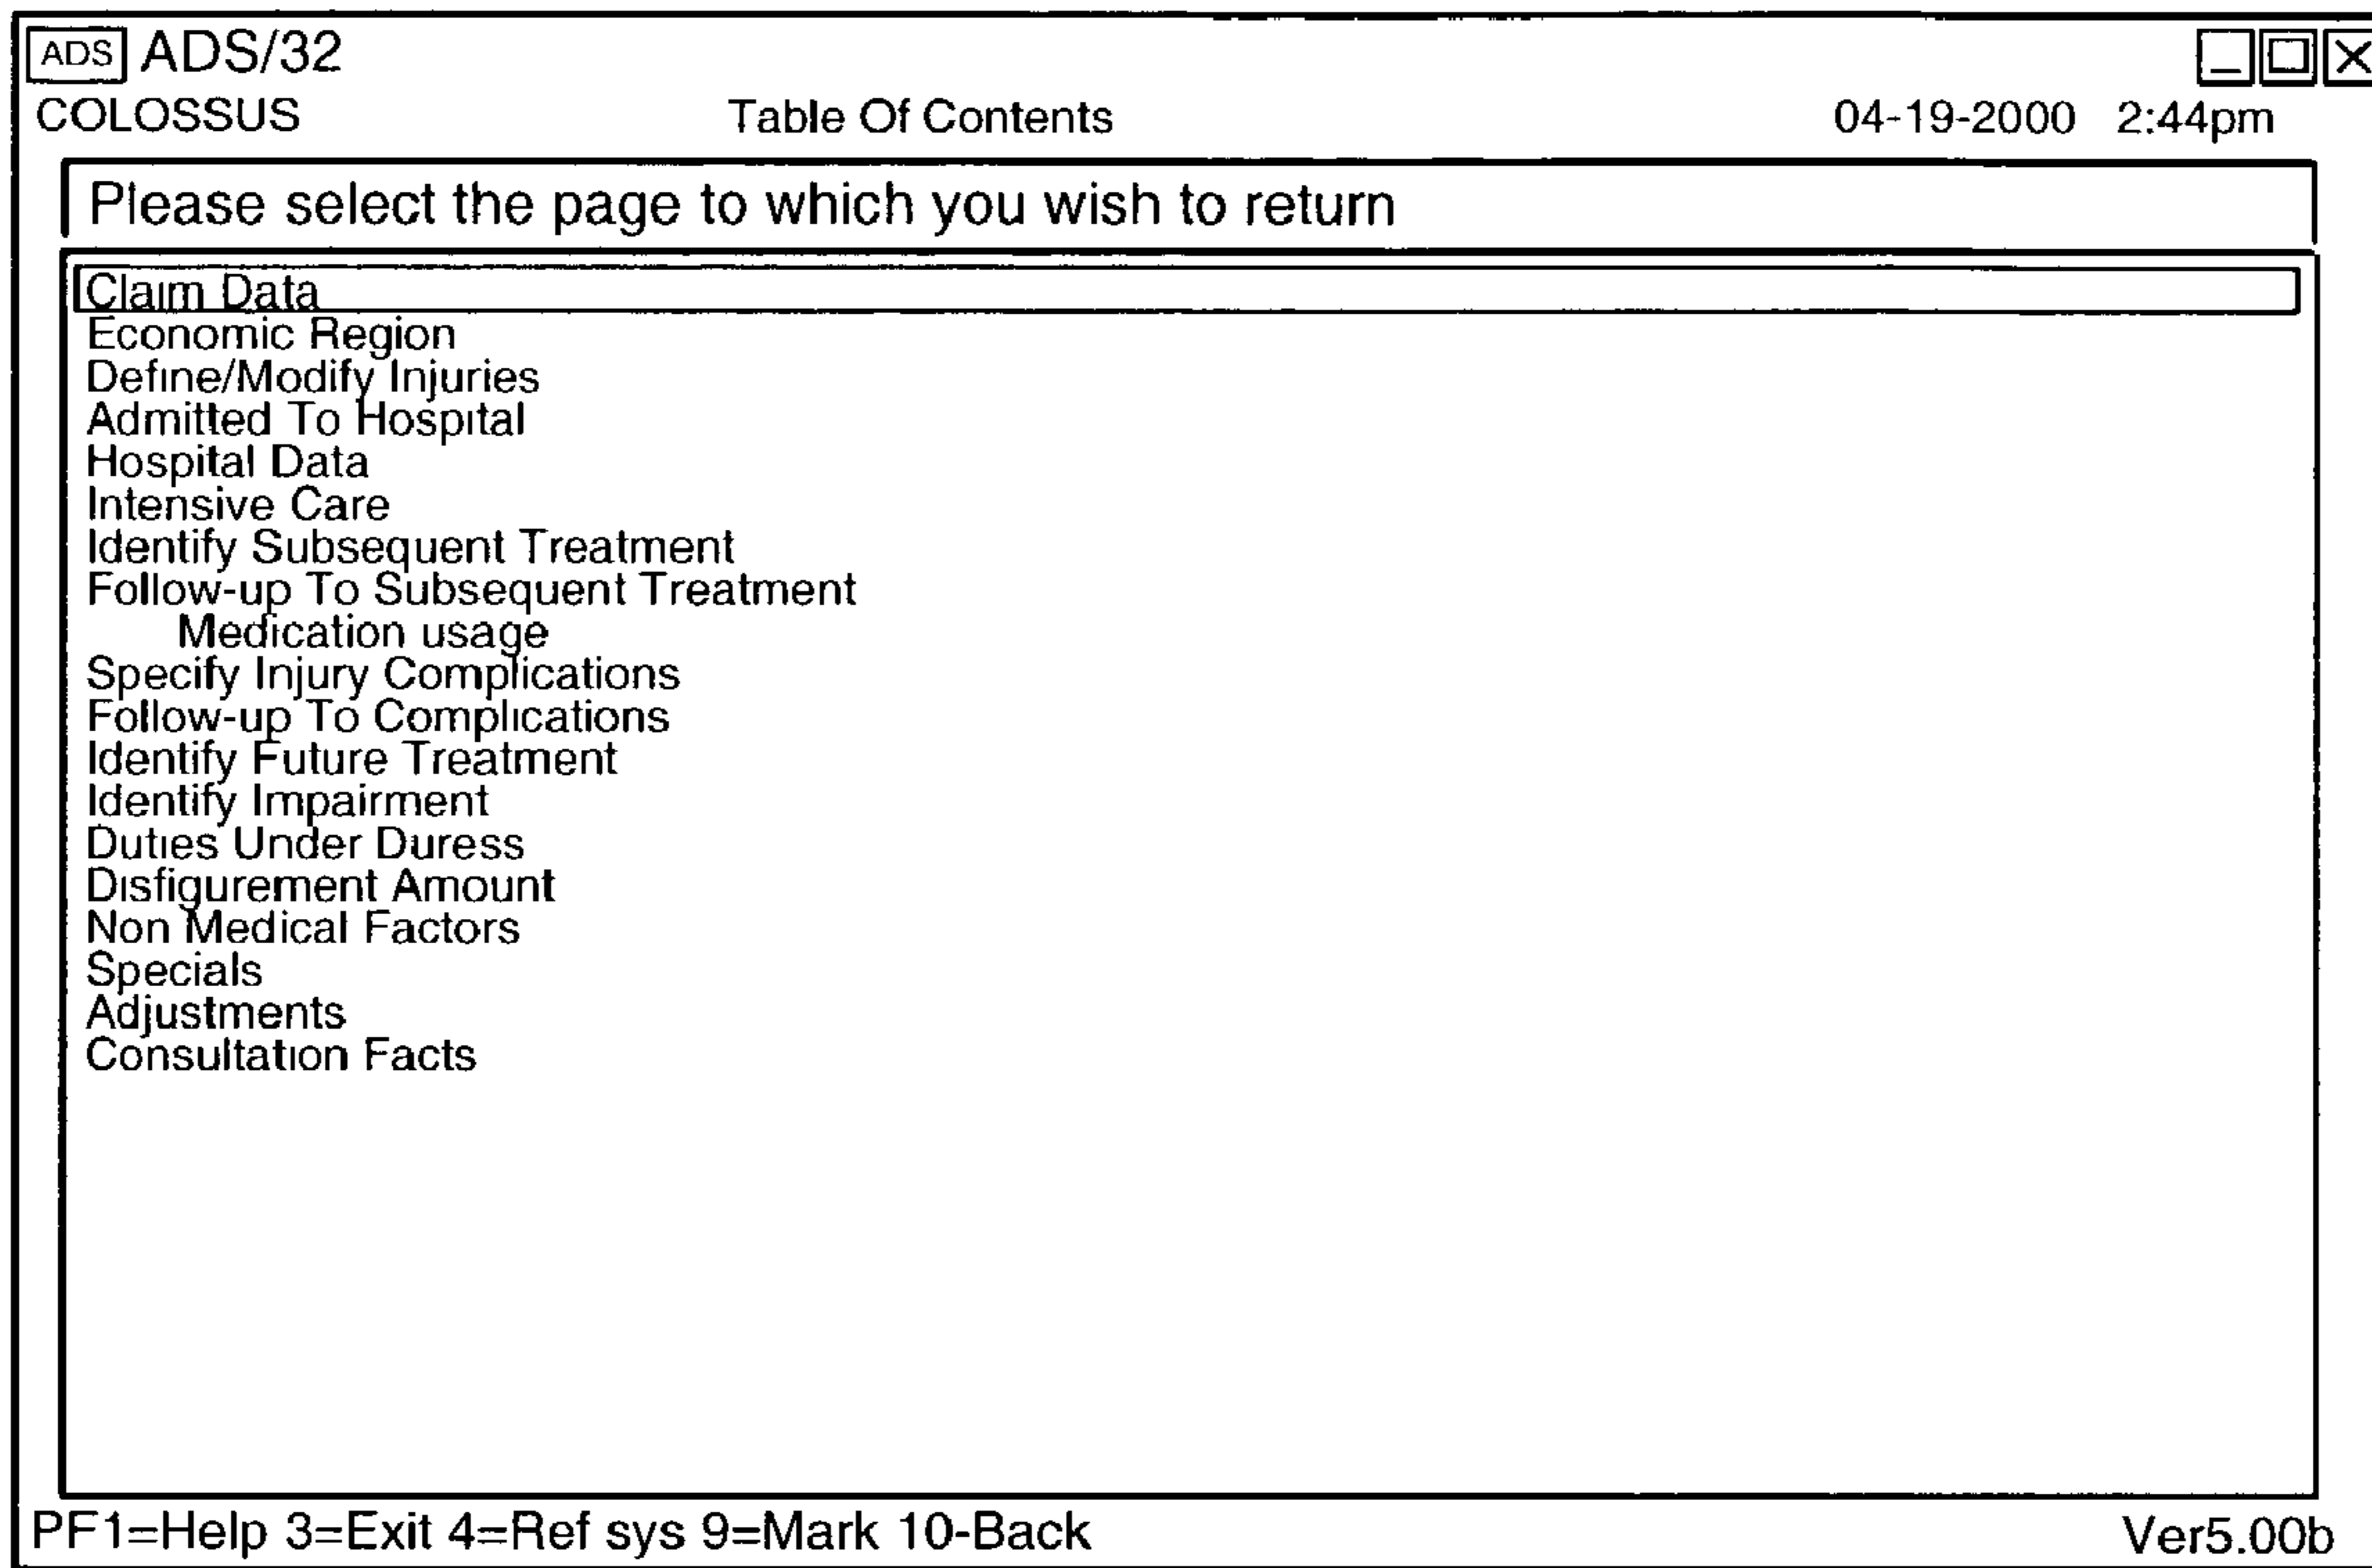 ADS ADS/32
COLOSSUS Table Of Contents 04-19-2000 2:44pm
Please select the page to which you wish to return
Claim Data
Economic Region
Define/Modify Injuries
Admitted To Hospital
Hospital Data
Intensive Care
Identify Subsequent Treatment
Follow-up To Subsequent Treatment
Medication usage
Specify Injury Complications
Follow-up To Complications
Identify Future Treatment
Identify Impairment
Duties Under Duress
Disfigurement Amount
Non Medical Factors
Specials
Adjustments
Consultation Facts
PF1=Help 3=Exit 4=Ref sys 9=Mark 10-Back Ver5.00b